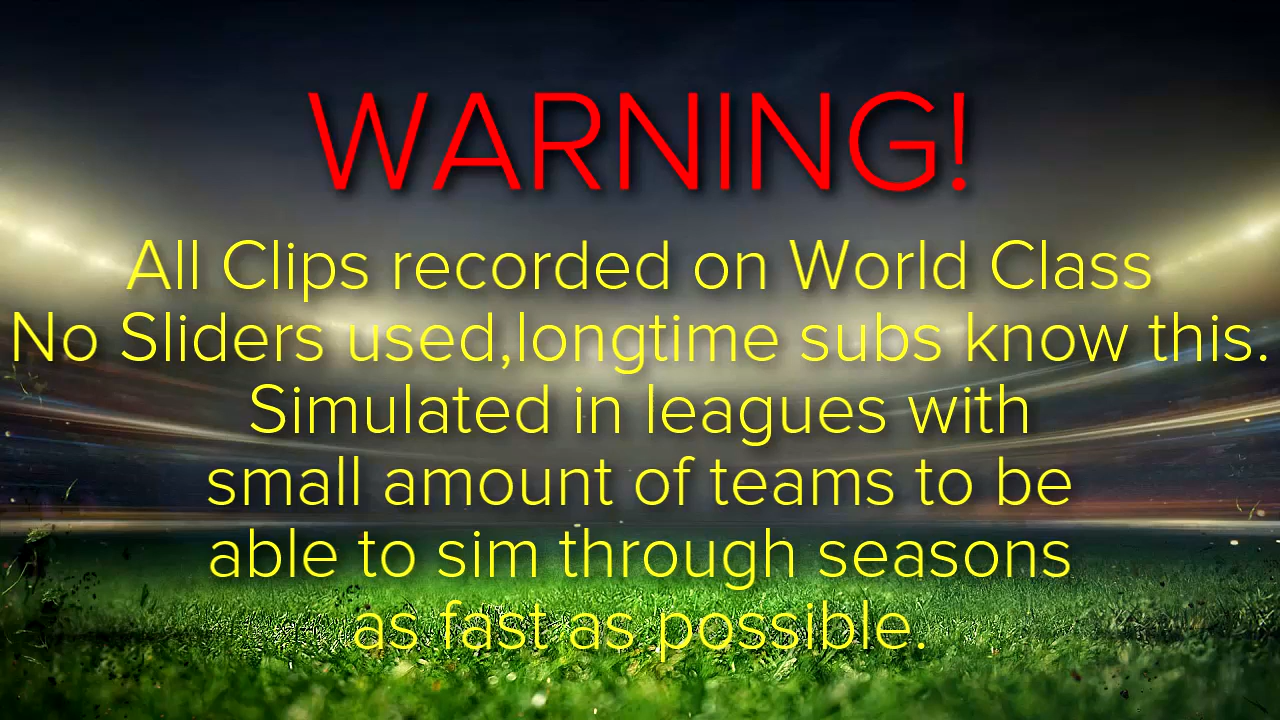 WARNING!
All Clips recorded on World Class
No Sliders used,longtime subs know this.
Simulated in leagues with
small amount of teams to be
able to sim through seasons
as fast as possible.